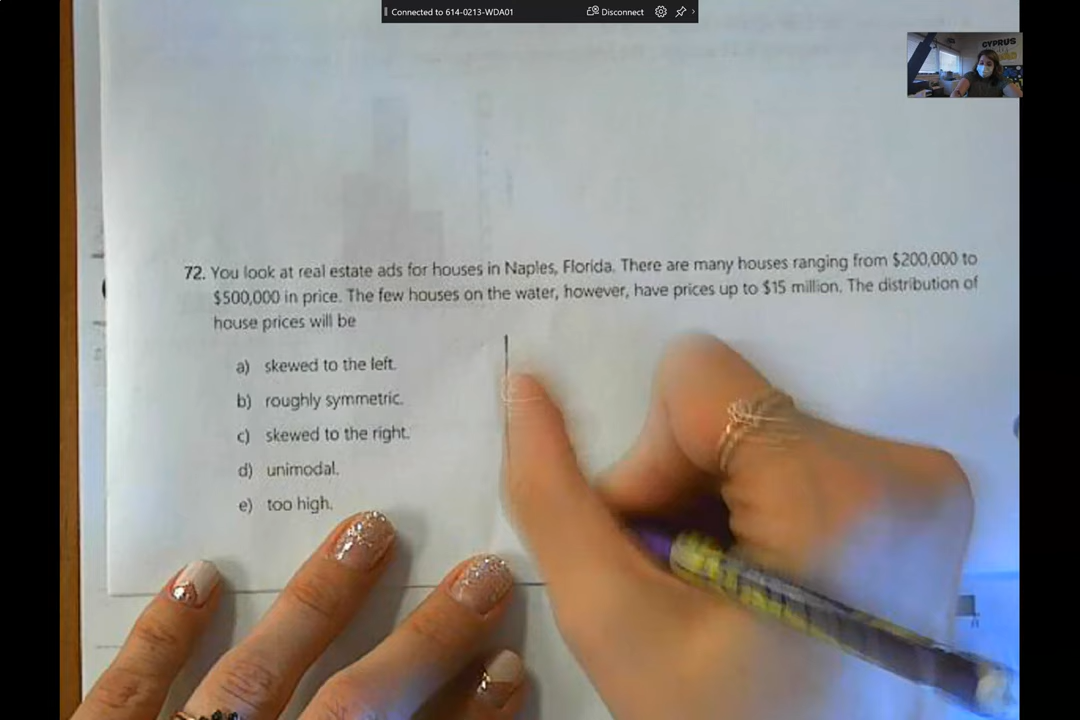 Connected to 614-0213-WDA01
Disconnect
CYPRUS
72. You look at real estate ads for houses in Naples, Florida. There are many houses ranging from $200,000 to
$500,000 in price. The few houses on the water, however, have prices up to $15 million. The distribution of
house prices will be
a) skewed to the left.
b) roughly symmetric.
c) skewed to the right.
d) unimodal.
e) too high.